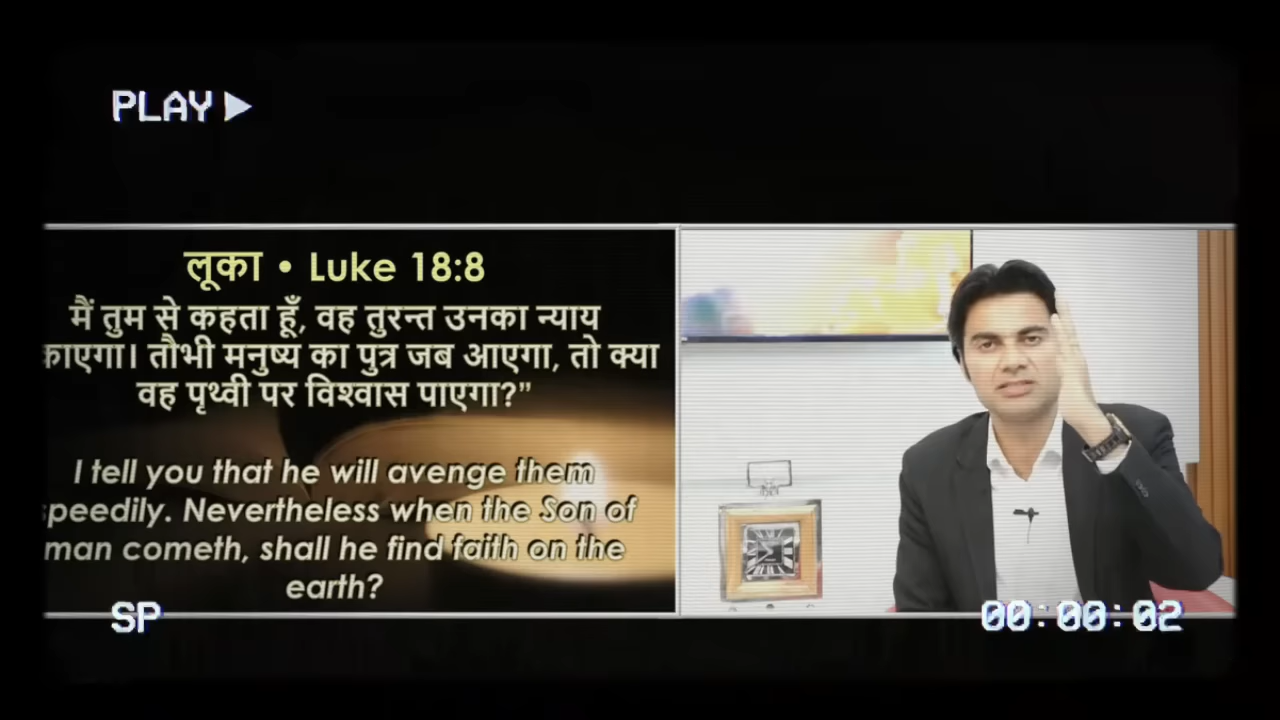 PLAY
लूका • Luke 18:8
मैं तुम से कहता हूँ, वह तुरन्त उनका न्याय
तौभी मनुष्य का पुत्र जब आएगा, तो क्या
वह पृथ्वी पर विश्वास पाएगा?”
I tell you that he will avenge them
speedily. Nevertheless when the Son of
man cometh, shall he find faith on the
earth?
SP
00:00:02